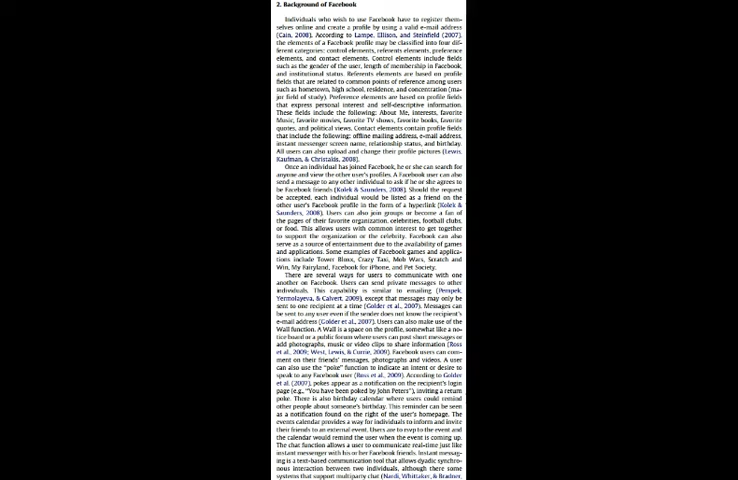 2. Background of Facebook
Individuals who wish to use Facebook have to register them-
selves online and create a profile by using a valid e-mail address
(Cain, 2008). According to Lampe, Ellison, and Steinfield (2007),
the elements of a Facebook profile may be classified into four dif-
ferent categories: control elements, referents elements, preference
elements, and contact elements. Control elements include fields
such as the gender of the user, length of membership in Facebook,
and institutional status. Referents elements are based on profile
fields that are related to common points of reference among users
such as hometown, high school, residence, and concentration (ma-
jor field of study). Preference elements are based on profile fields
that express personal interest and self-descriptive information.
These fields include the following: About Me, interests, favorite
Music, favorite movies, favorite TV shows, favorite books, favorite
quotes, and political views. Contact elements contain profile fields
that include the following: offline mailing address, e-mail address,
instant messenger screen name, relationship status, and birthday.
All users can also upload and change their profile pictures (Lewis,
Kaufman, & Christakis, 2008).
Once an individual has joined Facebook, he or she can search for
anyone and view the other user's profiles. A Facebook user can also
send a message to any other individual to ask if he or she agrees to
be Facebook friends (Kolek & Saunders, 2008). Should the request
be accepted, each individual would be listed as a friend on the
other user's Facebook profile in the form of a hyperlink (Kolek &
Saunders, 2008). Users can also join groups or become a fan of
the pages of their favorite organization, celebrities, football clubs,
or food. This allows users with common interest to get together
to support the organization or the celebrity. Facebook can also
serve as a source of entertainment due to the availability of games
and applications. Some examples of Facebook games and applica-
tions include Tower Bloxx, Crazy Taxi, Mob Wars, Scratch and
Win, My Fairyland, Facebook for iPhone, and Pet Society.
There are several ways for users to communicate with one
another on Facebook. Users can send private messages to other
individuals. This capability is similar to emailing (Pempek,
Yermolayeva, & Calvert, 2009), except that messages may only be
sent to one recipient at a time (Golder et al., 2007). Messages can
be sent to any user even if the sender does not know the recipient's
e-mail address (Golder et al., 2007). Users can also make use of the
Wall function. A Wall is a space on the profile, somewhat like a no-
tice board or a public forum where users can post short messages or
add photographs, music or video clips to share information (Ross
et al., 2009; West, Lewis, & Currie, 2009). Facebook users can com-
ment on their friends' messages, photographs and videos. A user
can also use the "poke" function to indicate an intent or desire to
speak to any Facebook user (Ross et al., 2009). According to Golder
et al. (2007), pokes appear as a notification on the recipient's login
page (e.g., "You have been poked by John Peters"), inviting a return
poke. There is also birthday calendar where users could remind
other people about someone's birthday. This reminder can be seen
as a notification found on the right of the user's homepage. The
events calendar provides a way for individuals to inform and invite
their friends to an external event. Users are to rsvp to the event and
the calendar would remind the user when the event is coming up.
The chat function allows a user to communicate real-time just like
instant messenger with his or her Facebook friends. Instant messag-
ing is a text-based communication tool that allows dyadic synchro-
nous interaction between two individuals, although there some
systems that support multiparty chat (Nardi, Whittaker, & Bradner,